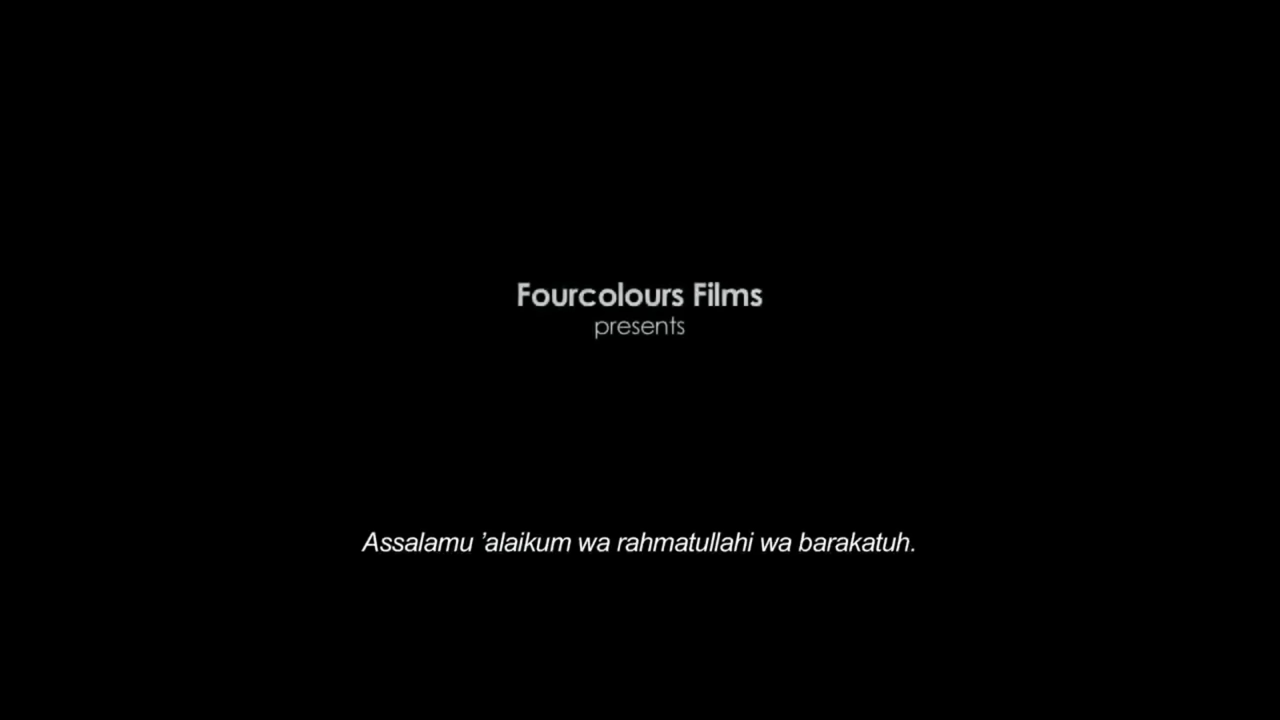 Fourcolours Films
presents
Assalamu ’alaikum wa rahmatullahi wa barakatuh.